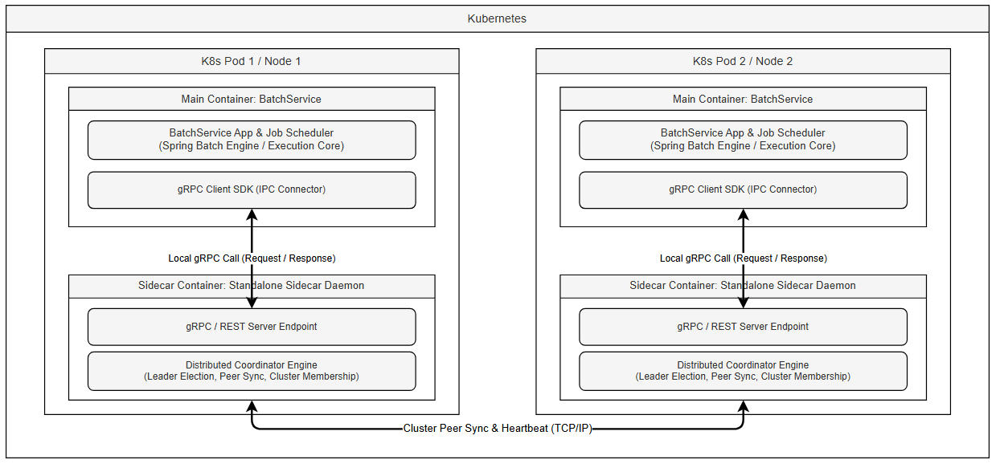 Kubernetes
K8s Pod 1 / Node 1
Main Container: BatchService
BatchService App & Job Scheduler
(Spring Batch Engine / Execution Core)
gRPC Client SDK (IPC Connector)
Local gRPC Call (Request / Response)
Sidecar Container: Standalone Sidecar Daemon
gRPC / REST Server Endpoint
Distributed Coordinator Engine
(Leader Election, Peer Sync, Cluster Membership)
K8s Pod 2 / Node 2
Main Container: BatchService
BatchService App & Job Scheduler
(Spring Batch Engine / Execution Core)
gRPC Client SDK (IPC Connector)
Local gRPC Call (Request / Response)
Sidecar Container: Standalone Sidecar Daemon
gRPC / REST Server Endpoint
Distributed Coordinator Engine
(Leader Election, Peer Sync, Cluster Membership)
Cluster Peer Sync & Heartbeat (TCP/IP)